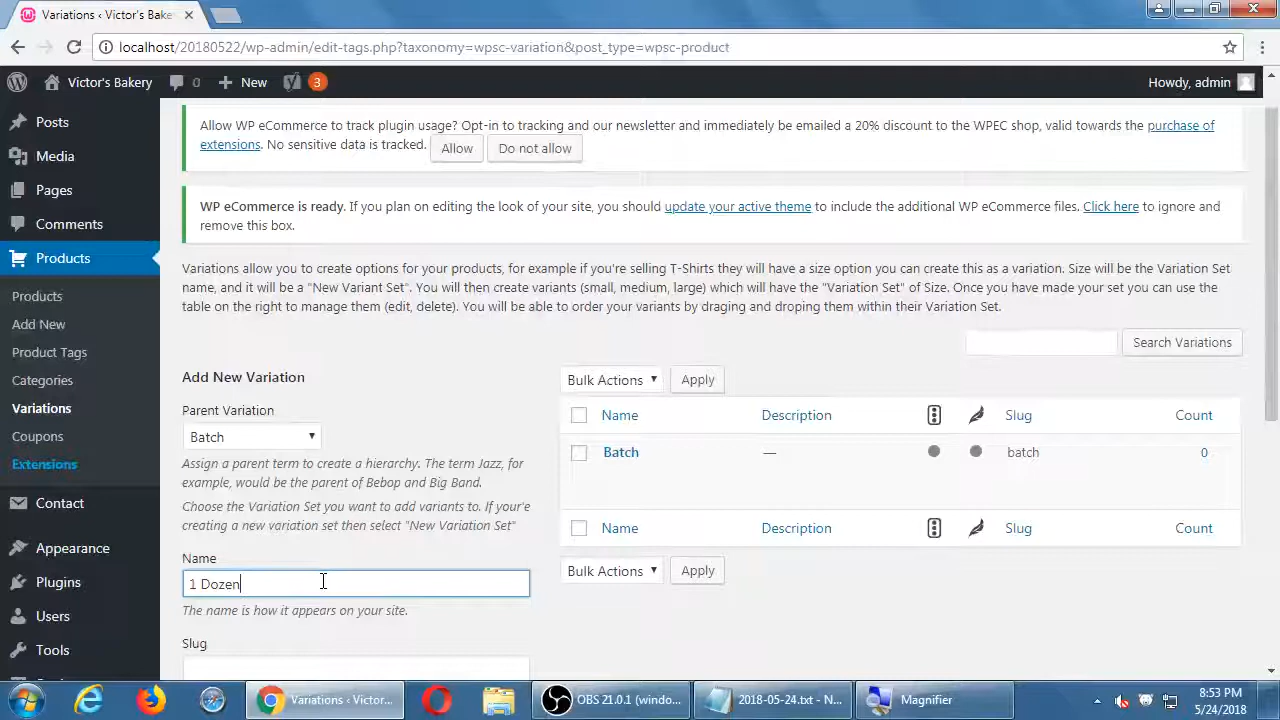 Variations ‹ Victor's Baker
localhost/20180522/wp-admin/edit-tags.php?taxonomy=wpsc-variation&post_type=wpsc-product
Victor's Bakery
0
New
3
Howdy, admin
Posts
Media
Pages
Comments
Products
Products
Add New
Product Tags
Categories
Variations
Coupons
Extensions
Contact
Appearance
Plugins
Users
Tools
Allow WP eCommerce to track plugin usage? Opt-in to tracking and our newsletter and immediately be emailed a 20% discount to the WPEC shop, valid towards the purchase of
extensions. No sensitive data is tracked. Allow Do not allow
WP eCommerce is ready. If you plan on editing the look of your site, you should update your active theme to include the additional WP eCommerce files. Click here to ignore and
remove this box.
Variations allow you to create options for your products, for example if you're selling T-Shirts they will have a size option you can create this as a variation. Size will be the Variation Set
name, and it will be a "New Variant Set". You will then create variants (small, medium, large) which will have the "Variation Set" of Size. Once you have made your set you can use
the table on the right to manage them (edit, delete). You will be able to order your variants by draging and droping them within their Variation Set.
Search Variations
Add New Variation
Parent Variation
Batch
Assign a parent term to create a hierarchy. The term Jazz, for
example, would be the parent of Bebop and Big Band.
Choose the Variation Set you want to add variants to. If your'e
creating a new variation set then select "New Variation Set"
Name
1 Dozen
The name is how it appears on your site.
Slug
Bulk Actions Apply
Name Description Slug Count
Batch — batch 0
Name Description Slug Count
Bulk Actions Apply
Variations ‹ Victor...
OBS 21.0.1 (windo...
2018-05-24.txt - N...
Magnifier
8:53 PM
5/24/2018